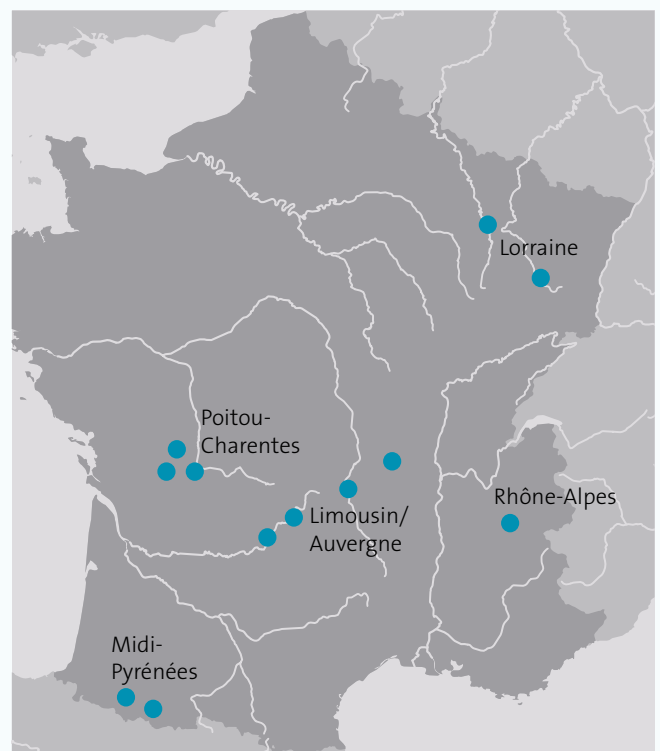 Lorraine
Poitou-
Charentes
Rhône-Alpes
Limousin/
Auvergne
Midi-
Pyrénées